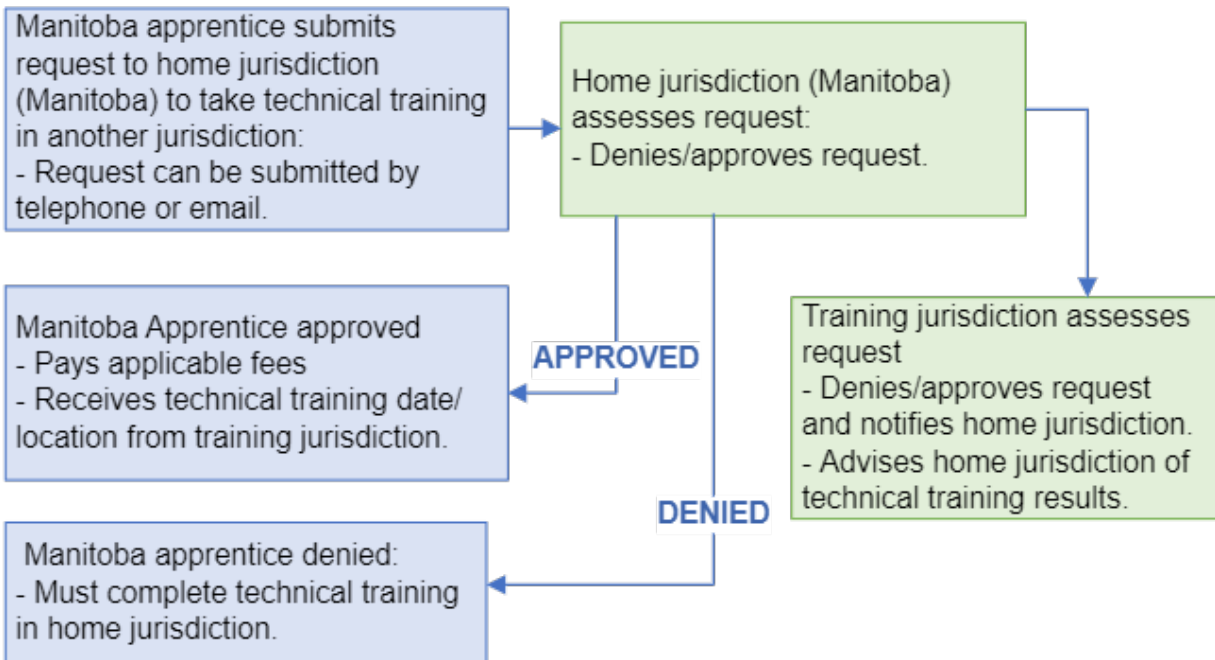 Manitoba apprentice submits
request to home jurisdiction
(Manitoba) to take technical training
in another jurisdiction:
- Request can be submitted by
telephone or email.
Home jurisdiction (Manitoba)
assesses request:
- Denies/approves request.
Manitoba Apprentice approved
- Pays applicable fees
- Receives technical training date/
location from training jurisdiction.
APPROVED
Training jurisdiction assesses
request
- Denies/approves request
and notifies home jurisdiction.
- Advises home jurisdiction of
technical training results.
DENIED
Manitoba apprentice denied:
- Must complete technical training
in home jurisdiction.